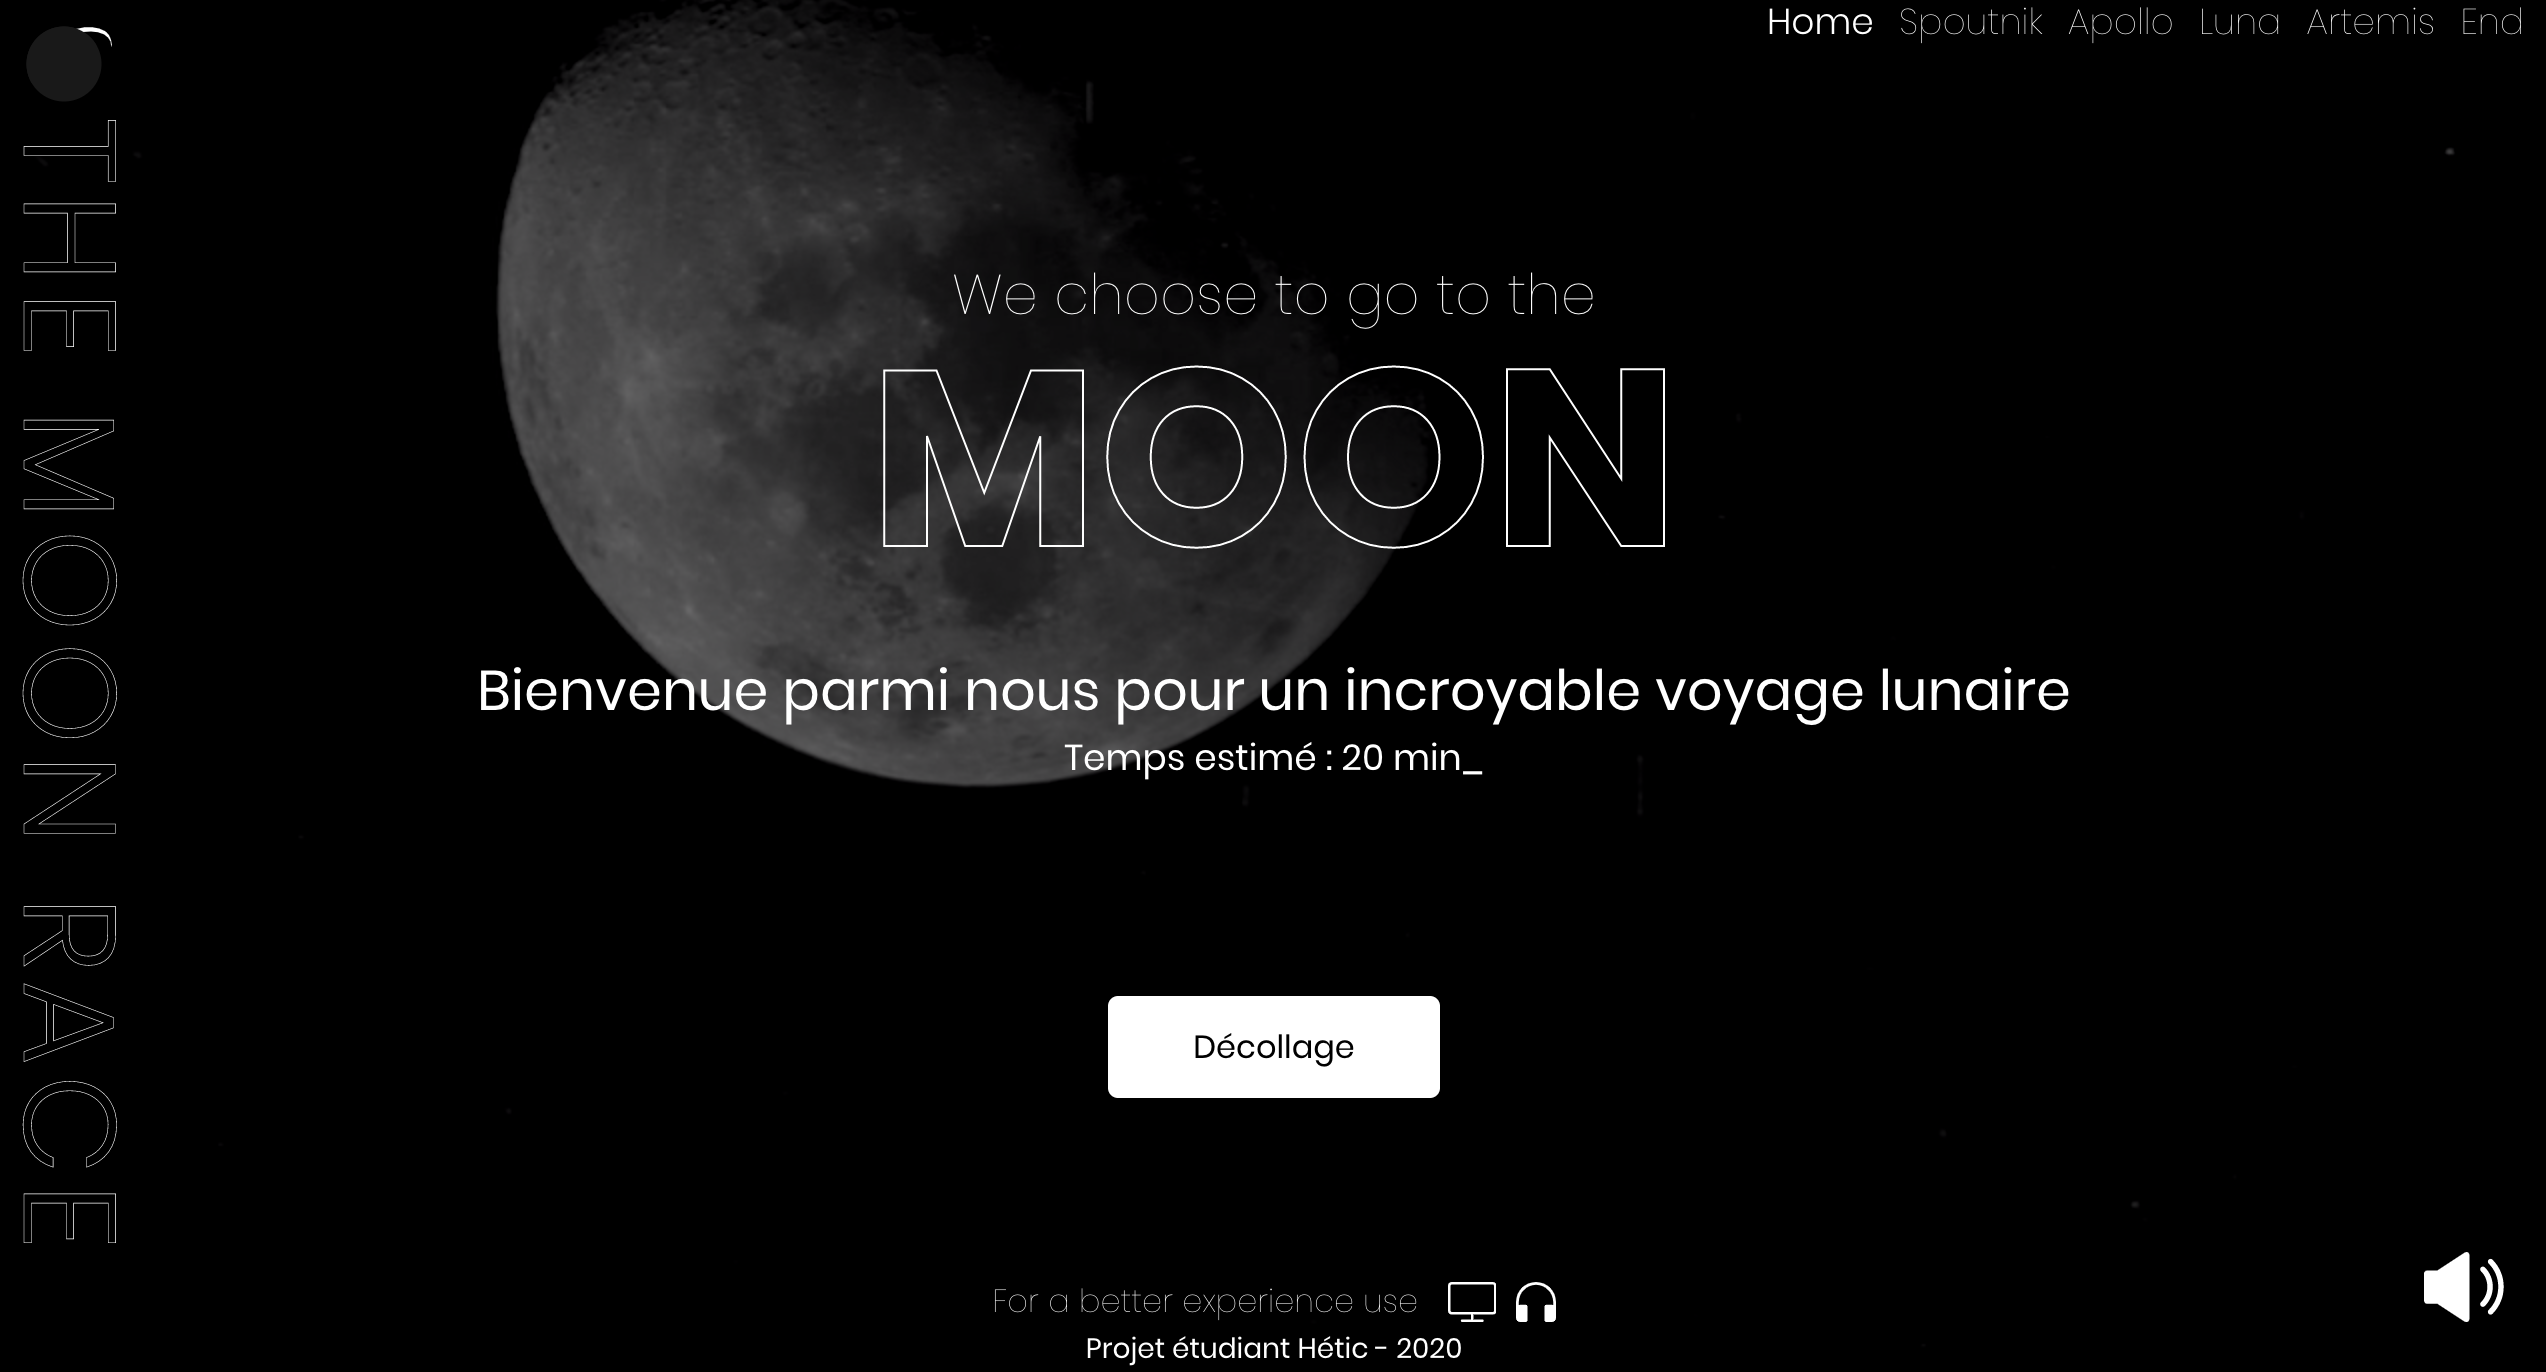 Home Spoutnik Apollo Luna Artemis End
THE MOON RACE
We choose to go to the
MOON
Bienvenue parmi nous pour un incroyable voyage lunaire
Temps estimé : 20 min_
Décollage
For a better experience use
Projet étudiant Hétic - 2020